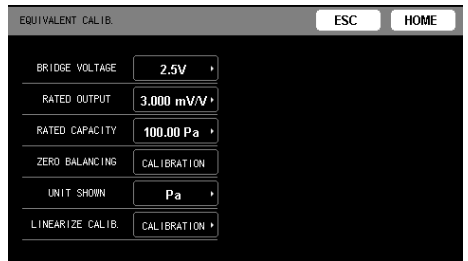 EQUIVALENT CALIB. ESC HOME
BRIDGE VOLTAGE 2.5V
RATED OUTPUT 3.000 mV/V
RATED CAPACITY 100.00 Pa
ZERO BALANCING CALIBRATION
UNIT SHOWN Pa
LINEARIZE CALIB. CALIBRATION